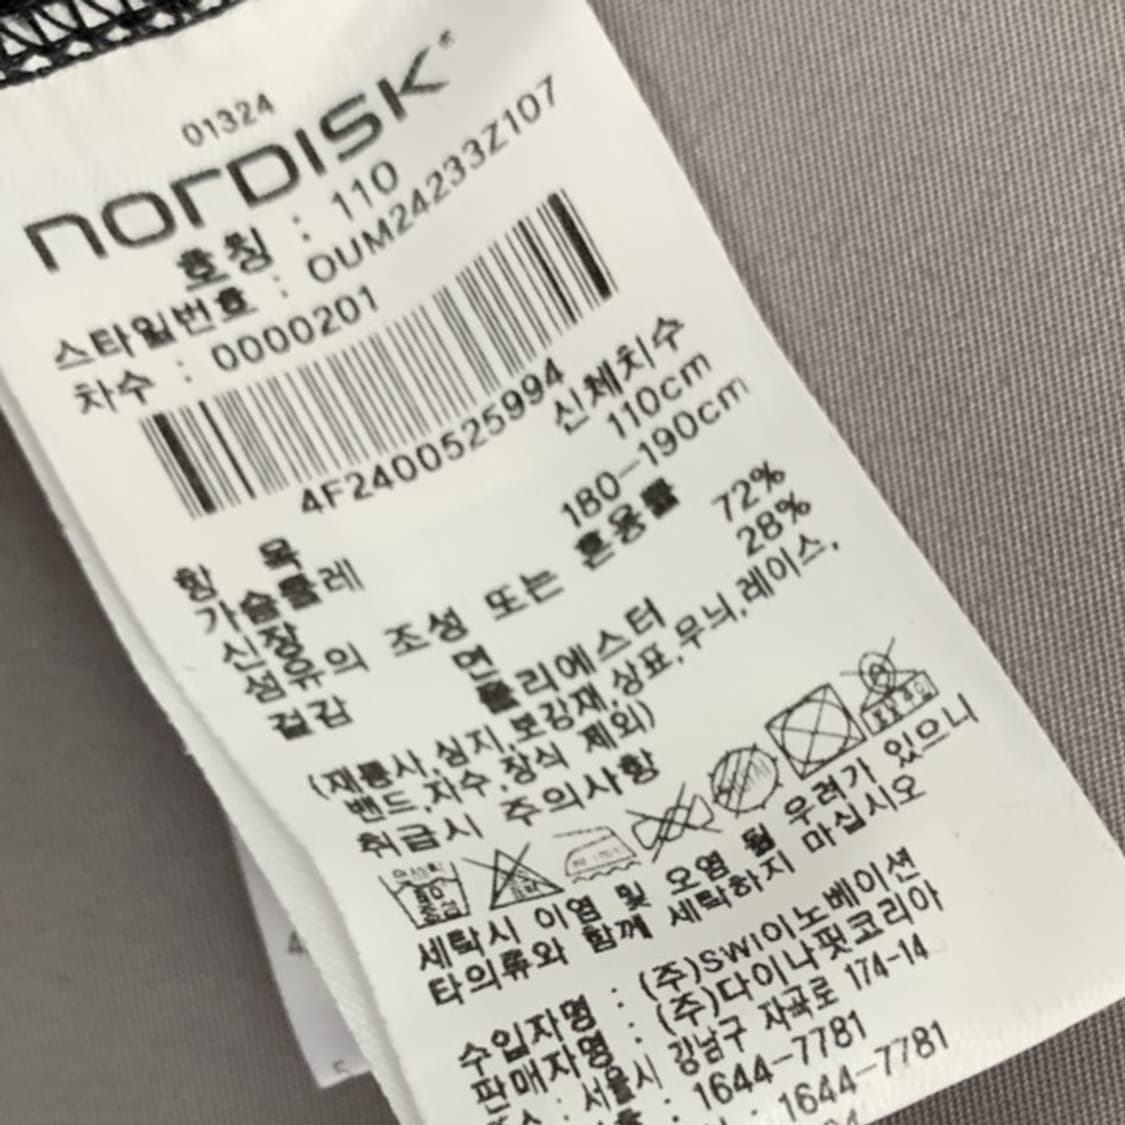 01324
norDISK®
호칭 : 110
스타일번호 : OUM24233Z107
차수 : 0000201
4F2400525994
항 목 신체치수
가슴둘레 110cm
신장 180-190cm
섬유의 조성 또는 혼용률
겉감 면 72%
폴리에스터 28%
(재봉사,심지,보강재,상표,무늬,레이스,
밴드,자수,장식 제외)
취급시 주의사항
세탁시 이염 및 오염 될 우려가 있으니
타의류와 함께 세탁하지 마십시오
수입자명 : (주)SWI이노베이션
판매자명 : (주)다이나핏코리아
: 서울시 강남구 자곡로 174-14
: 1644-7781
: 1644-7781